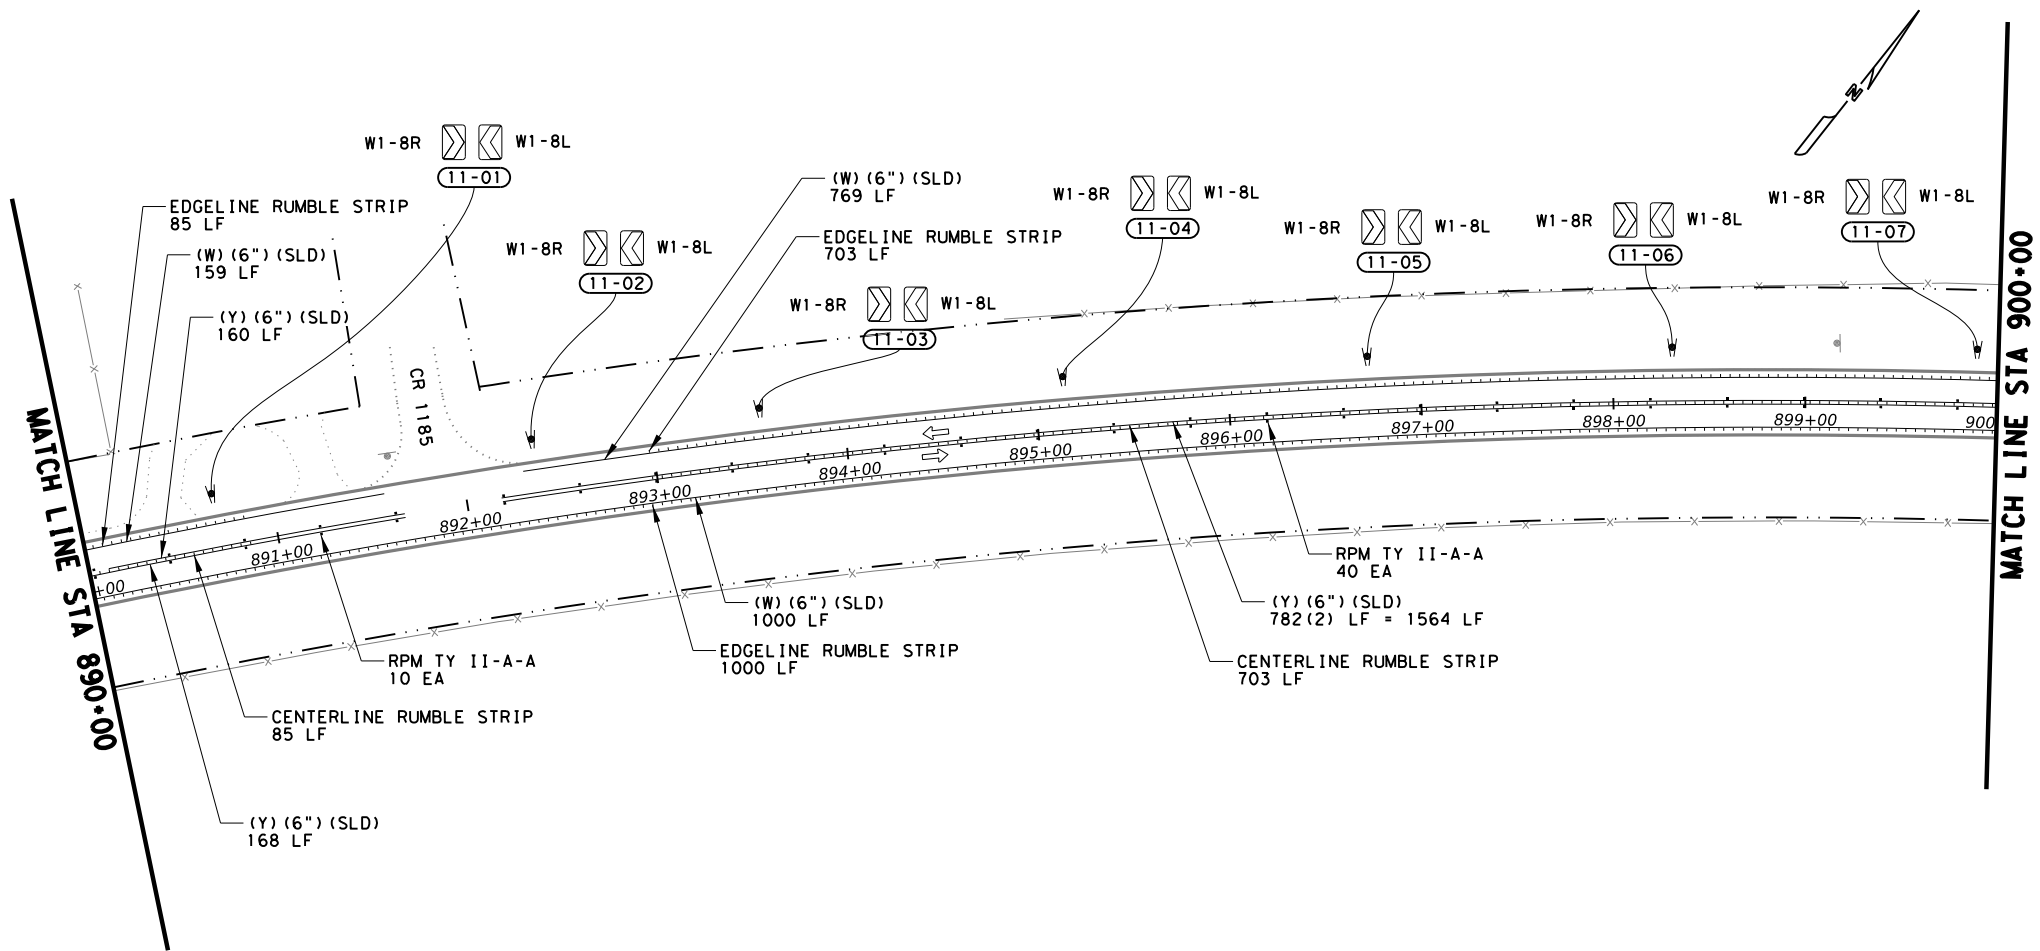 W1-8R W1-8L
11-01
EDGELINE RUMBLE STRIP
85 LF
(W) (6") (SLD)
159 LF
(Y) (6") (SLD)
160 LF
W1-8R W1-8L
11-02
(W) (6") (SLD)
769 LF
EDGELINE RUMBLE STRIP
703 LF
W1-8R W1-8L
11-03
W1-8R W1-8L
11-04
W1-8R W1-8L
11-05
W1-8R W1-8L
11-06
W1-8R W1-8L
11-07
N
CR 1185
MATCH LINE STA 890+00
MATCH LINE STA 900+00
+00
891+00
892+00
893+00
894+00
895+00
896+00
897+00
898+00
899+00
900
RPM TY II-A-A
40 EA
(Y) (6") (SLD)
782(2) LF = 1564 LF
CENTERLINE RUMBLE STRIP
703 LF
(W) (6") (SLD)
1000 LF
EDGELINE RUMBLE STRIP
1000 LF
RPM TY II-A-A
10 EA
CENTERLINE RUMBLE STRIP
85 LF
(Y) (6") (SLD)
168 LF